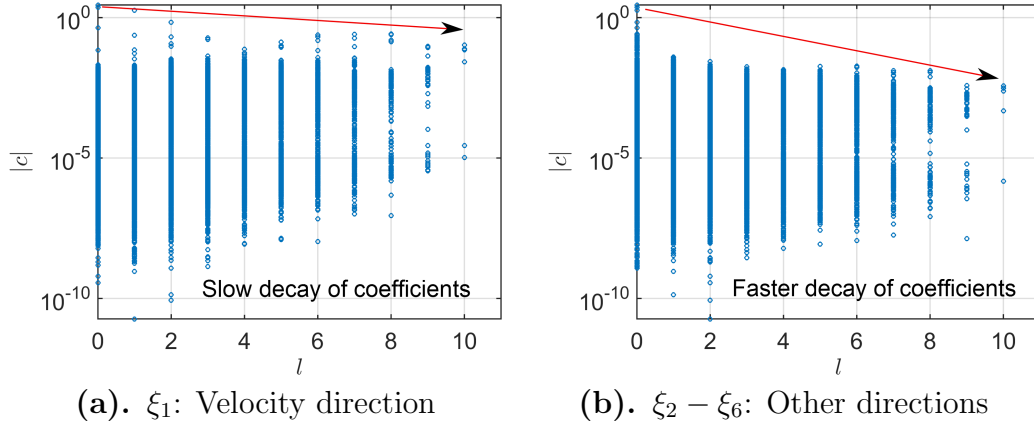 10^0
10^0
|c|
|c|
10^-5
10^-5
10^-10
10^-10
Slow decay of coefficients
Faster decay of coefficients
0 2 4 6 8 10
0 2 4 6 8 10
l
l
(a). ξ₁: Velocity direction
(b). ξ₂ − ξ₆: Other directions